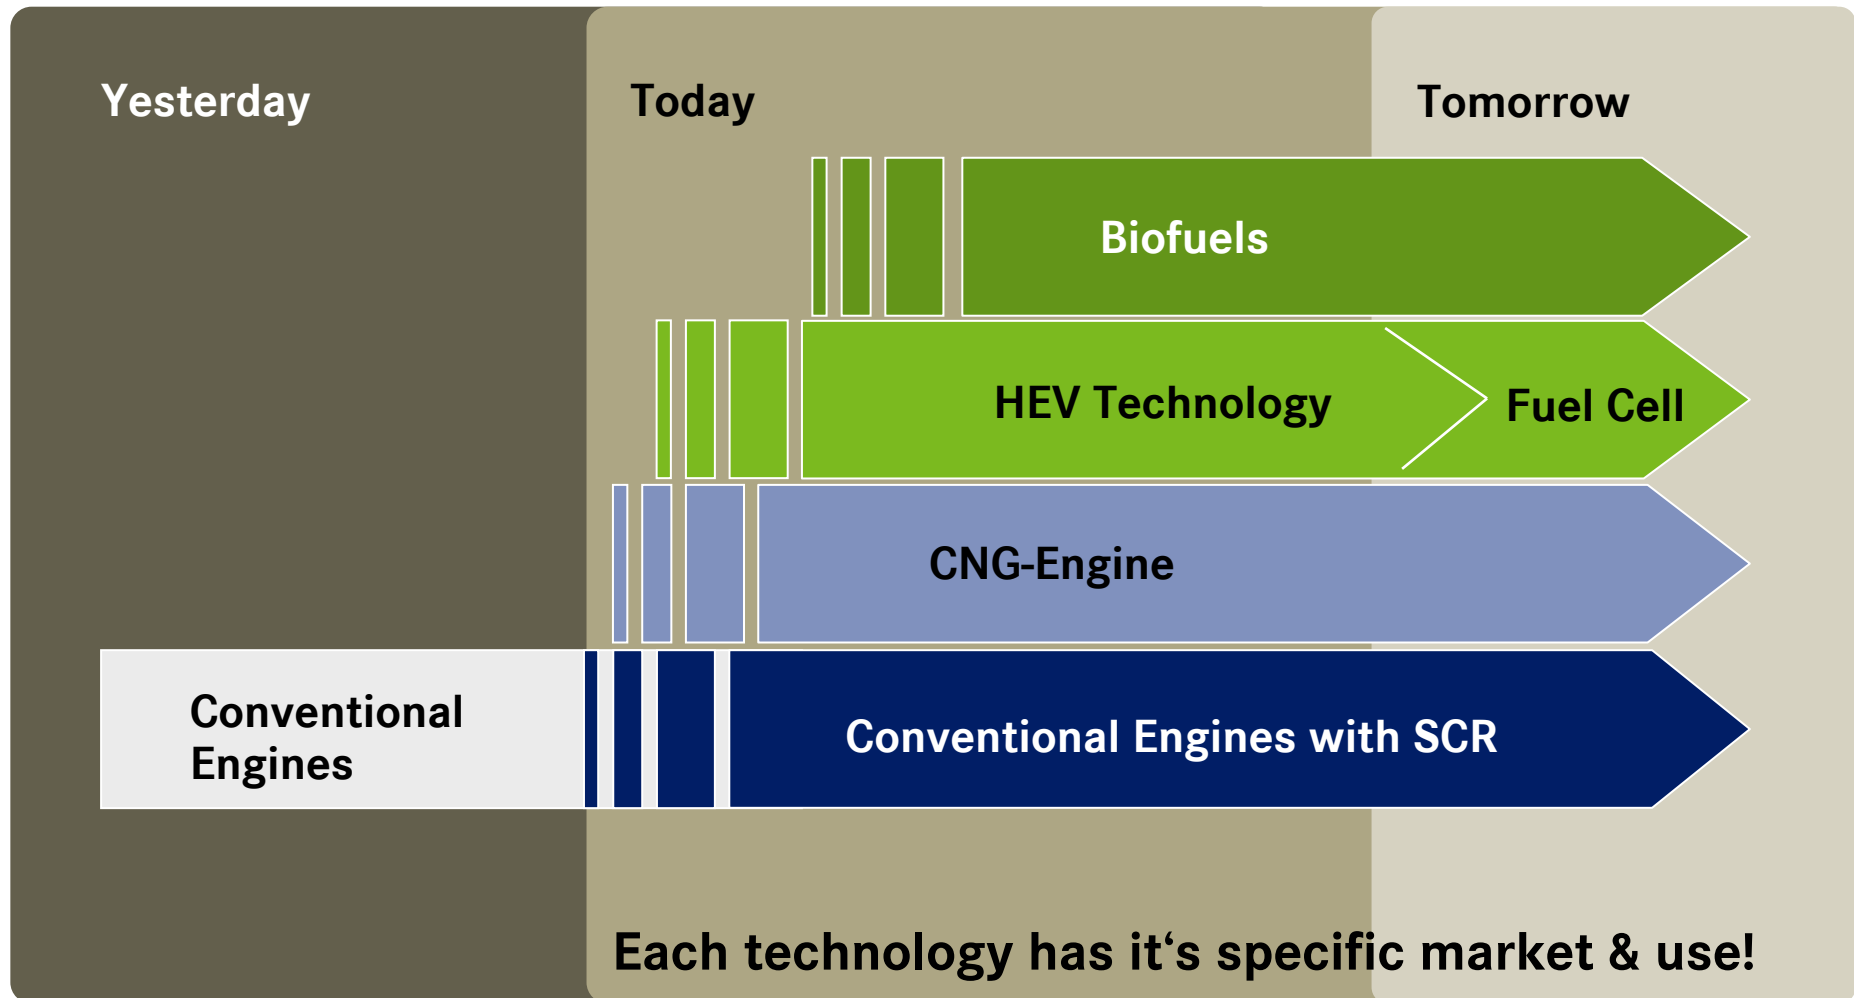 Yesterday
Today
Tomorrow
Biofuels
HEV Technology
Fuel Cell
CNG-Engine
Conventional
Engines
Conventional Engines with SCR
Each technology has it‘s specific market & use!